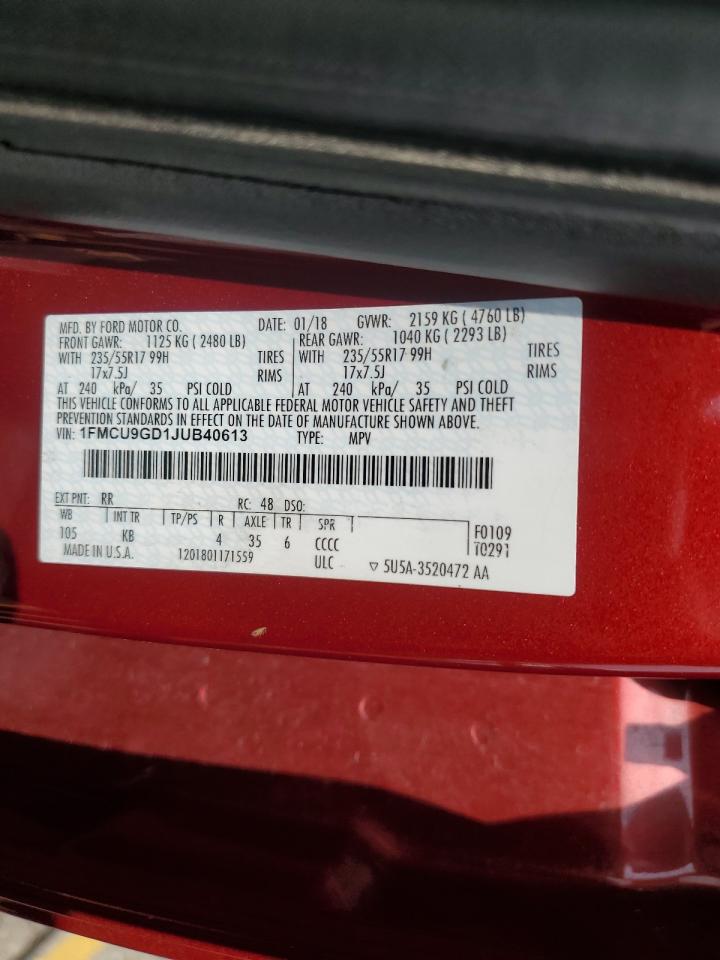 MFD. BY FORD MOTOR CO. DATE: 01/18 GVWR: 2159 KG ( 4760 LB)
FRONT GAWR: 1125 KG ( 2480 LB) REAR GAWR: 1040 KG ( 2293 LB)
WITH 235/55R17 99H TIRES WITH 235/55R17 99H TIRES
17x7.5J RIMS 17x7.5J RIMS
AT 240 kPa/ 35 PSI COLD AT 240 kPa/ 35 PSI COLD
THIS VEHICLE CONFORMS TO ALL APPLICABLE FEDERAL MOTOR VEHICLE SAFETY AND THEFT
PREVENTION STANDARDS IN EFFECT ON THE DATE OF MANUFACTURE SHOWN ABOVE.
VIN: 1FMCU9GD1JUB40613 TYPE: MPV
EXT PNT: RR RC: 48 DSO:
WB INT TR TP/PS R AXLE TR SPR F0109
105 KB 4 35 6 CCCC T0291
MADE IN U.S.A. 1201801171559 ULC ▽ 5U5A-3520472 AA